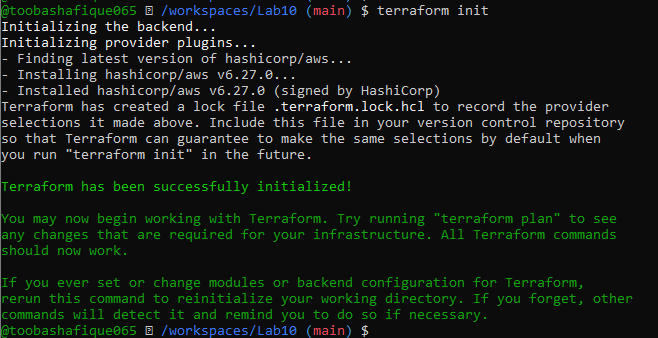 @toobashafique065 /workspaces/Lab10 (main) $ terraform init
Initializing the backend...
Initializing provider plugins...
- Finding latest version of hashicorp/aws...
- Installing hashicorp/aws v6.27.0...
- Installed hashicorp/aws v6.27.0 (signed by HashiCorp)
Terraform has created a lock file .terraform.lock.hcl to record the provider
selections it made above. Include this file in your version control repository
so that Terraform can guarantee to make the same selections by default when
you run "terraform init" in the future.
Terraform has been successfully initialized!
You may now begin working with Terraform. Try running "terraform plan" to see
any changes that are required for your infrastructure. All Terraform commands
should now work.
If you ever set or change modules or backend configuration for Terraform,
rerun this command to reinitialize your working directory. If you forget, other
commands will detect it and remind you to do so if necessary.
@toobashafique065 /workspaces/Lab10 (main) $